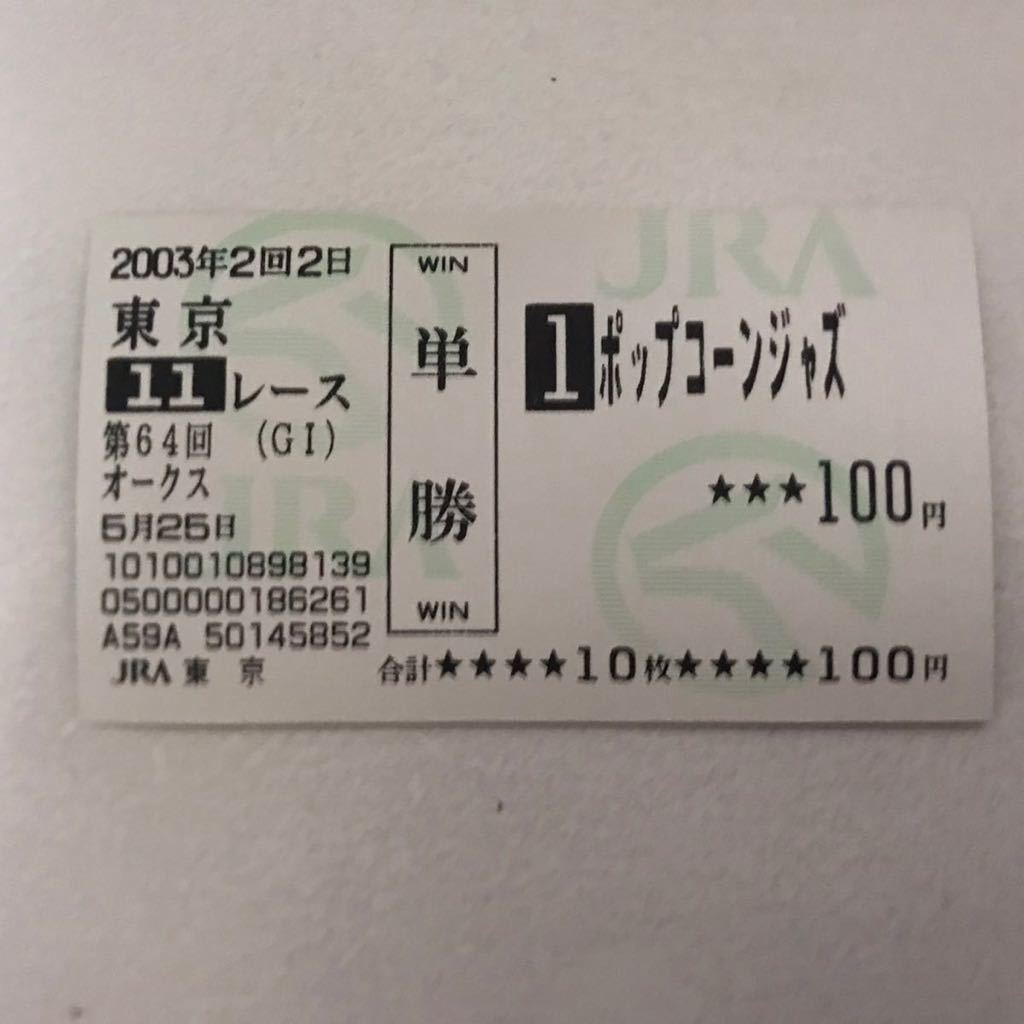 2003年2回2日
東京
11レース
第64回 (GI)
オークス
5月25日
1010010898139
0500000186261
A59A 50145852
JRA 東京
WIN
単勝
WIN
1 ポップコーンジャズ
★★★100円
合計★★★★10枚★★★★100円
JRA
JRA